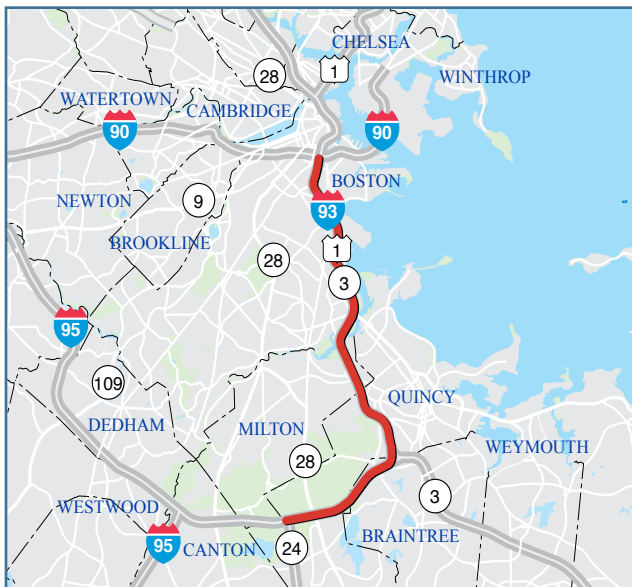 CHELSEA
1
28
WINTHROP
WATERTOWN
CAMBRIDGE
90
90
BOSTON
NEWTON
9
93
BROOKLINE
1
28
3
95
109
QUINCY
DEDHAM
MILTON
WEYMOUTH
28
3
WESTWOOD
BRAINTREE
95
CANTON
24